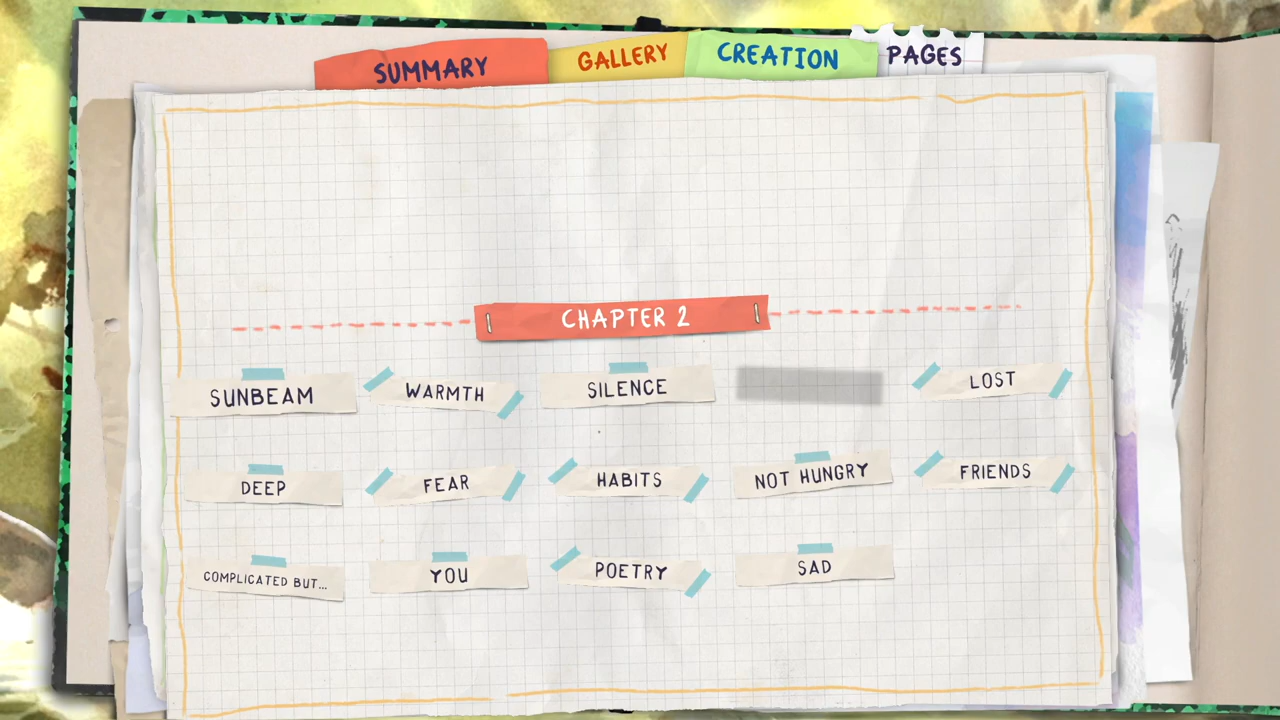 SUMMARY
GALLERY
CREATION
PAGES
CHAPTER 2
SUNBEAM
WARMTH
SILENCE
LOST
DEEP
FEAR
HABITS
NOT HUNGRY
FRIENDS
COMPLICATED BUT...
YOU
POETRY
SAD